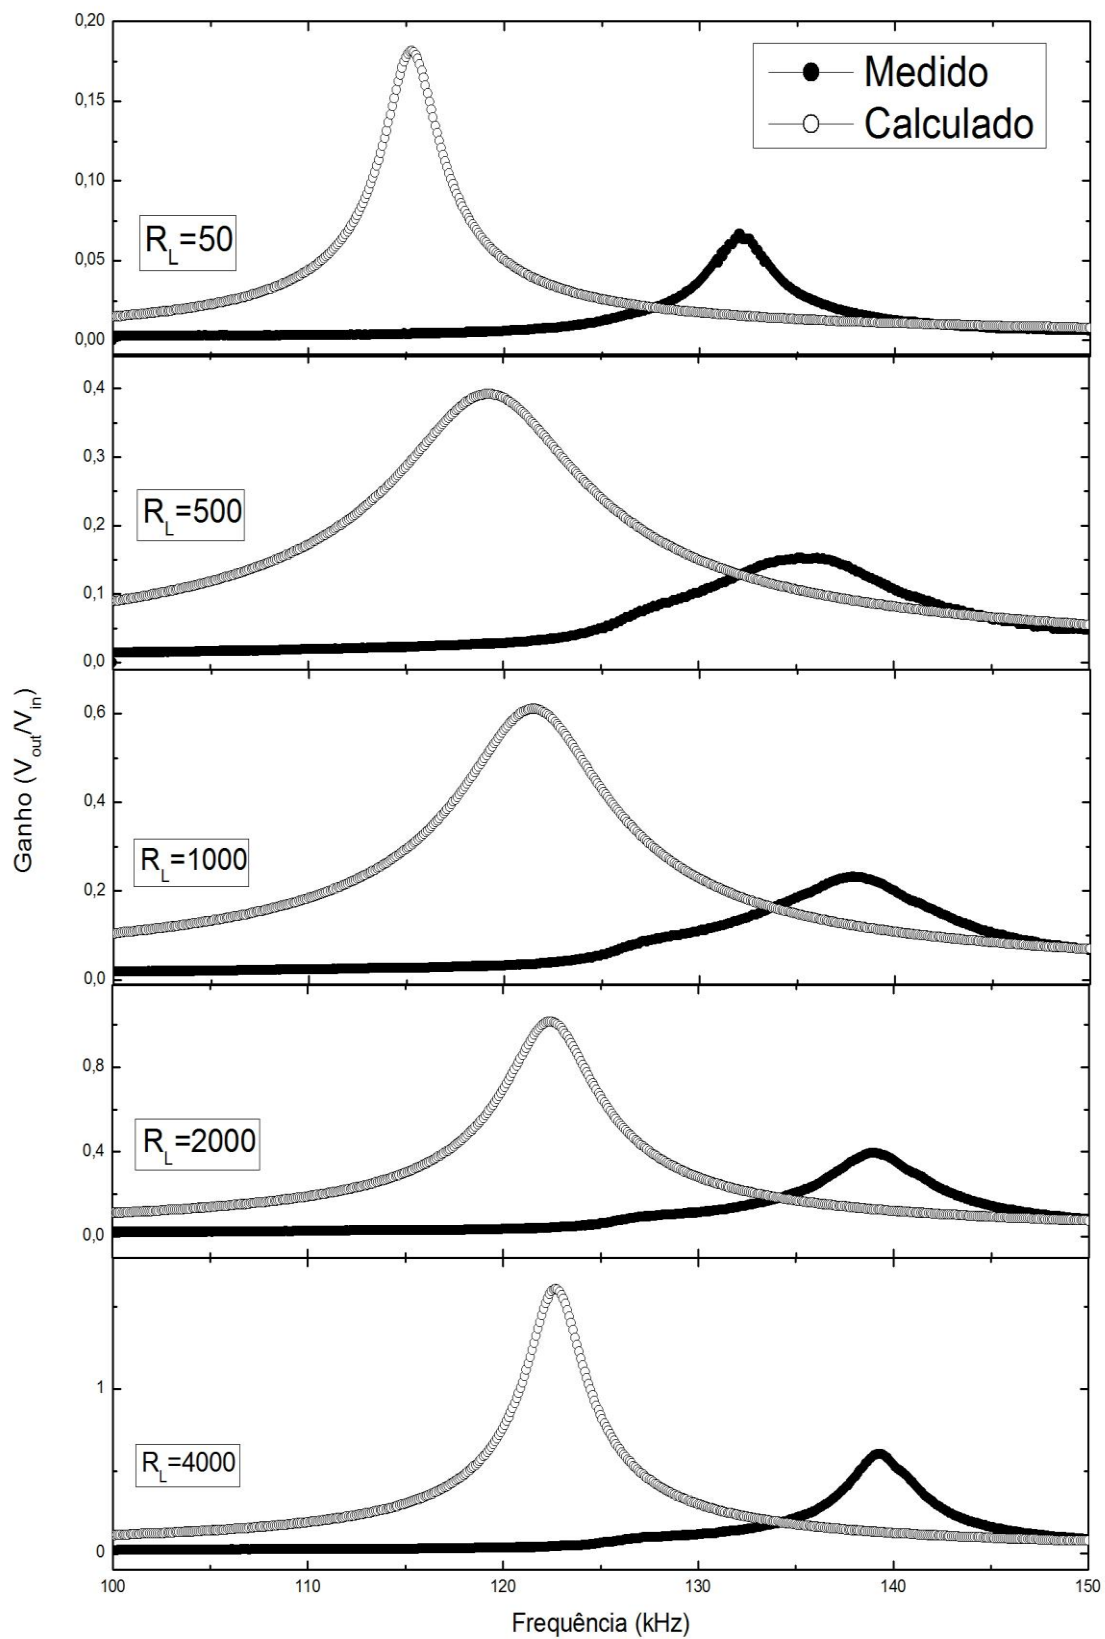 0,20
0,15
0,10
0,05
0,00
Medido
Calculado
R_L=50
0,4
0,3
0,2
0,1
0,0
R_L=500
0,6
0,4
0,2
0,0
R_L=1000
Ganho (V_out/V_in)
0,8
0,4
0,0
R_L=2000
1
0
R_L=4000
100 110 120 130 140 150
Frequência (kHz)